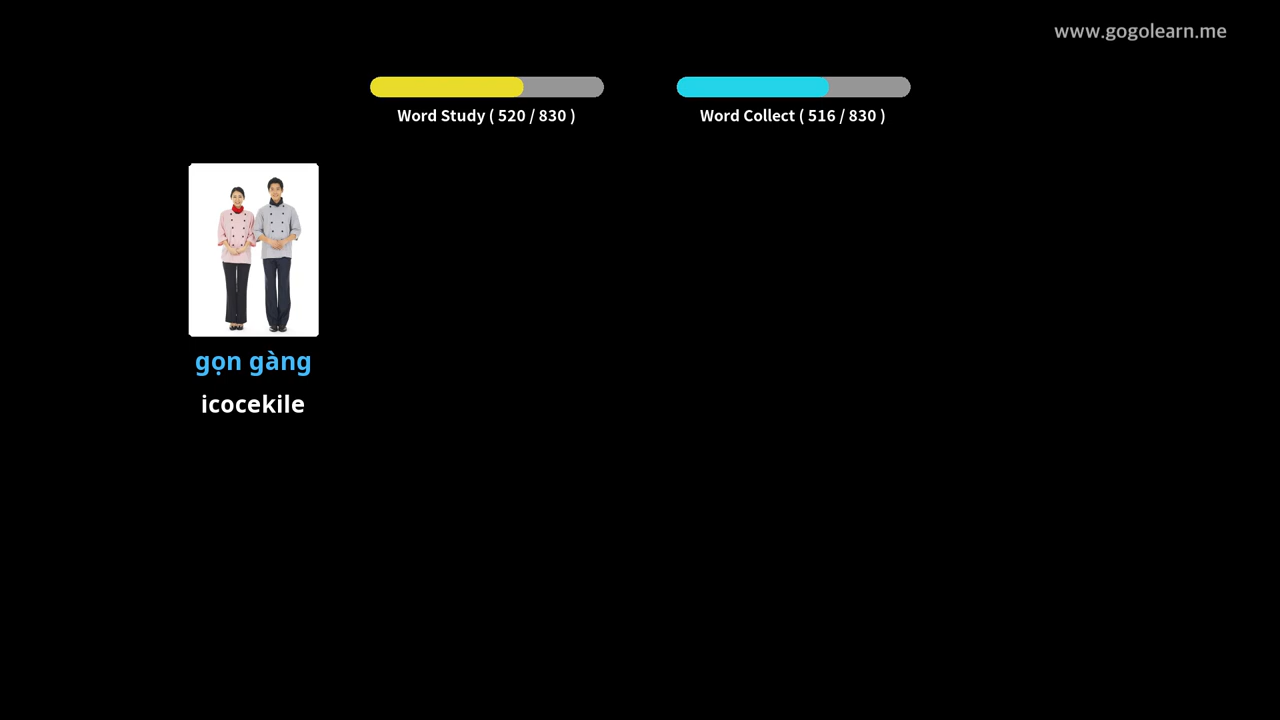 www.gogolearn.me
Word Study ( 520 / 830 )
Word Collect ( 516 / 830 )
gọn gàng
icocekile